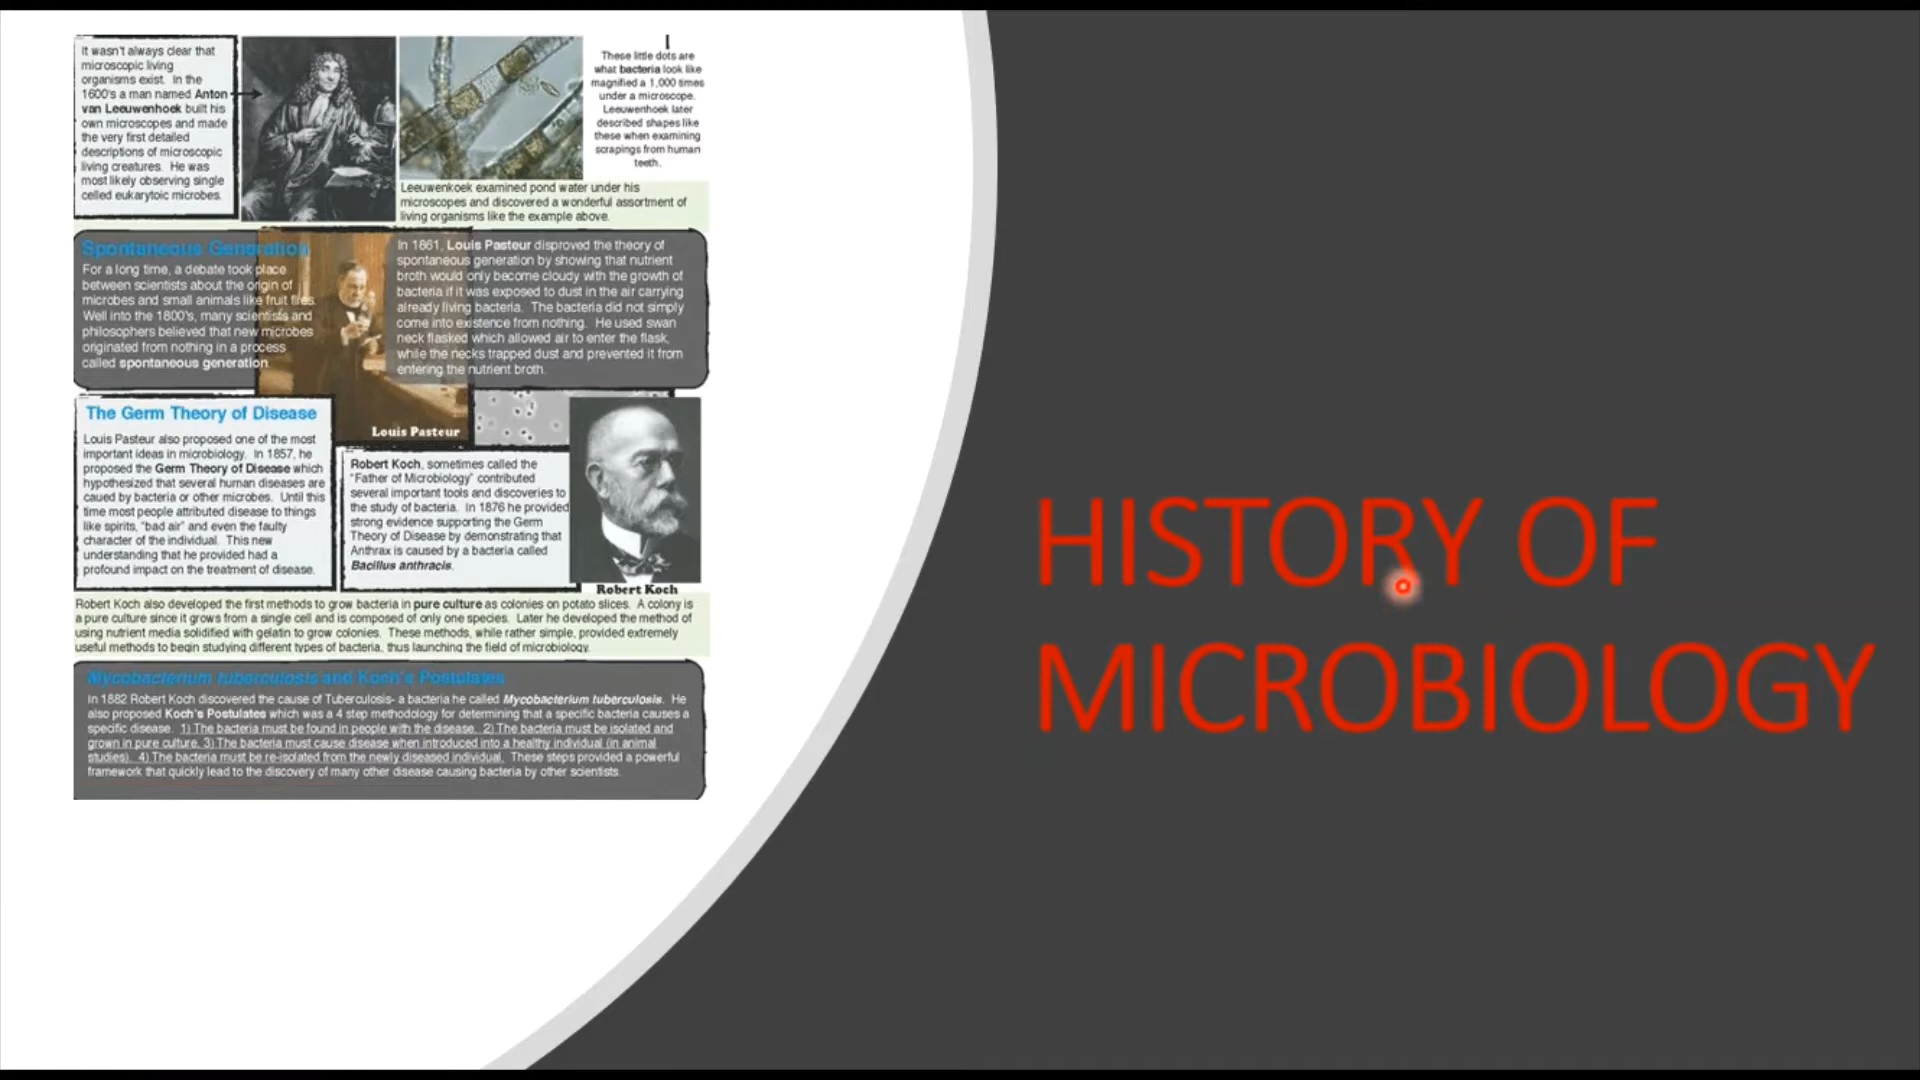 It wasn't always clear that
microscopic living
organisms exist. In the
1600's a man named Anton
van Leeuwenhoek built his
own microscopes and made
the very first detailed
descriptions of microscopic
living creatures. He was
most likely observing single
celled eukarytoic microbes.
These little dots are
what bacteria look like
magnified a 1,000 times
under a microscope.
Leeuwenhoek later
described shapes like
these when examining
scrapings from human
teeth.
Leeuwenkoek examined pond water under his
microscopes and discovered a wonderful assortment of
living organisms like the example above.
Spontaneous Generation
For a long time, a debate took place
between scientists about the origin of
microbes and small animals like fruit flies.
Well into the 1800's, many scientists and
philosophers believed that new microbes
originated from nothing in a process
called spontaneous generation.
In 1861, Louis Pasteur disproved the theory of
spontaneous generation by showing that nutrient
broth would only become cloudy with the growth of
bacteria if it was exposed to dust in the air carrying
already living bacteria. The bacteria did not simply
come into existence from nothing. He used swan
neck flasked which allowed air to enter the flask,
while the necks trapped dust and prevented it from
entering the nutrient broth.
Louis Pasteur
The Germ Theory of Disease
Louis Pasteur also proposed one of the most
important ideas in microbiology. In 1857, he
proposed the Germ Theory of Disease which
hypothesized that several human diseases are
caued by bacteria or other microbes. Until this
time most people attributed disease to things
like spirits, "bad air" and even the faulty
character of the individual. This new
understanding that he provided had a
profound impact on the treatment of disease.
Robert Koch, sometimes called the
"Father of Microbiology" contributed
several important tools and discoveries to
the study of bacteria. In 1876 he provided
strong evidence supporting the Germ
Theory of Disease by demonstrating that
Anthrax is caused by a bacteria called
Bacillus anthracis.
Robert Koch
Robert Koch also developed the first methods to grow bacteria in pure culture as colonies on potato slices. A colony is
a pure culture since it grows from a single cell and is composed of only one species. Later he developed the method of
using nutrient media solidified with gelatin to grow colonies. These methods, while rather simple, provided extremely
useful methods to begin studying different types of bacteria, thus launching the field of microbiology.
Mycobacterium tuberculosis and Koch's Postulates
In 1882 Robert Koch discovered the cause of Tuberculosis- a bacteria he called Mycobacterium tuberculosis. He
also proposed Koch's Postulates which was a 4 step methodology for determining that a specific bacteria causes a
specific disease. 1) The bacteria must be found in people with the disease. 2) The bacteria must be isolated and
grown in pure culture. 3) The bacteria must cause disease when introduced into a healthy individual (in animal
studies). 4) The bacteria must be re-isolated from the newly diseased individual. These steps provided a powerful
framework that quickly lead to the discovery of many other disease causing bacteria by other scientists.
HISTORY OF
MICROBIOLOGY